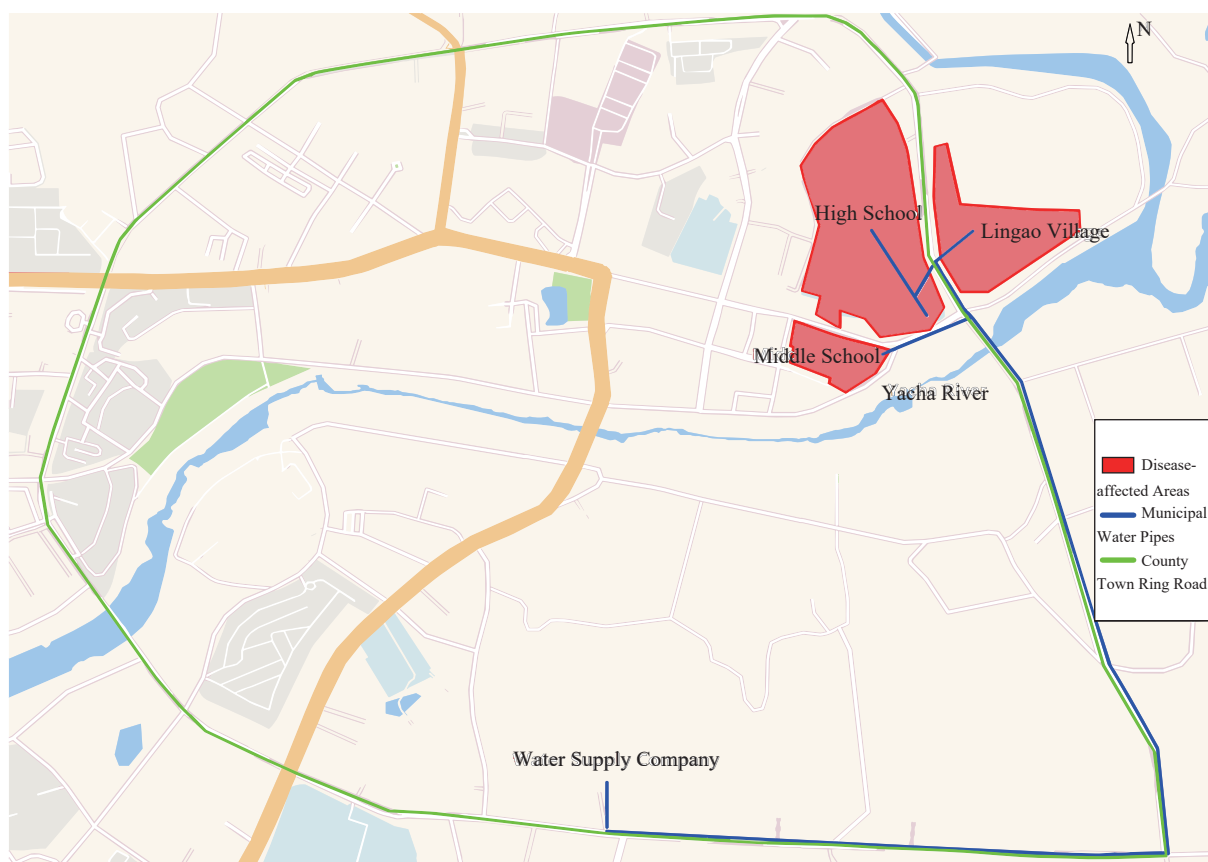 N
High School
Lingao Village
Middle School
Yacha River
Disease-
affected Areas
Municipal
Water Pipes
County
Town Ring Road
Water Supply Company